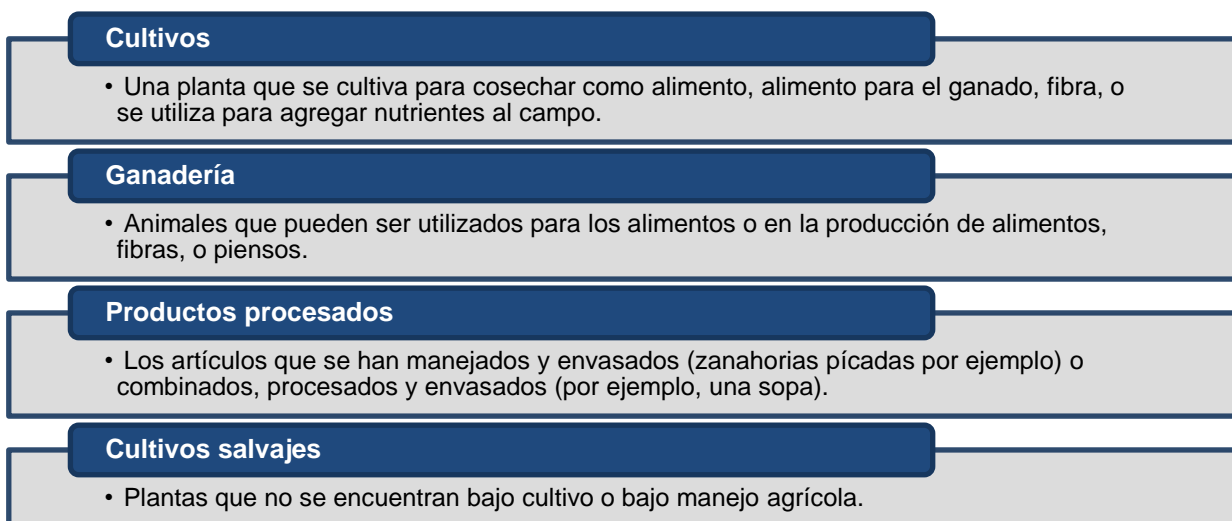 Cultivos
• Una planta que se cultiva para cosechar como alimento, alimento para el ganado, fibra, o
se utiliza para agregar nutrientes al campo.
Ganadería
• Animales que pueden ser utilizados para los alimentos o en la producción de alimentos,
fibras, o piensos.
Productos procesados
• Los artículos que se han manejados y envasados (zanahorias pícadas por ejemplo) o
combinados, procesados y envasados (por ejemplo, una sopa).
Cultivos salvajes
• Plantas que no se encuentran bajo cultivo o bajo manejo agrícola.